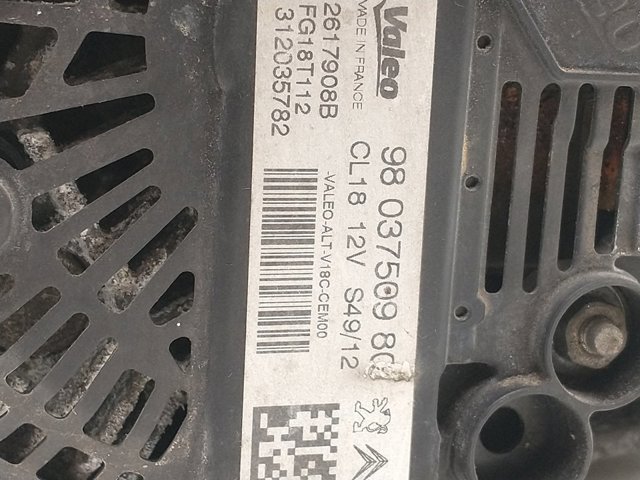 Valeo
MADE IN FRANCE
2617908B
FG18T112
312035782
98 037509 80
CL18 12V S49/12
-VALEO-ALT-V18C-CEM00